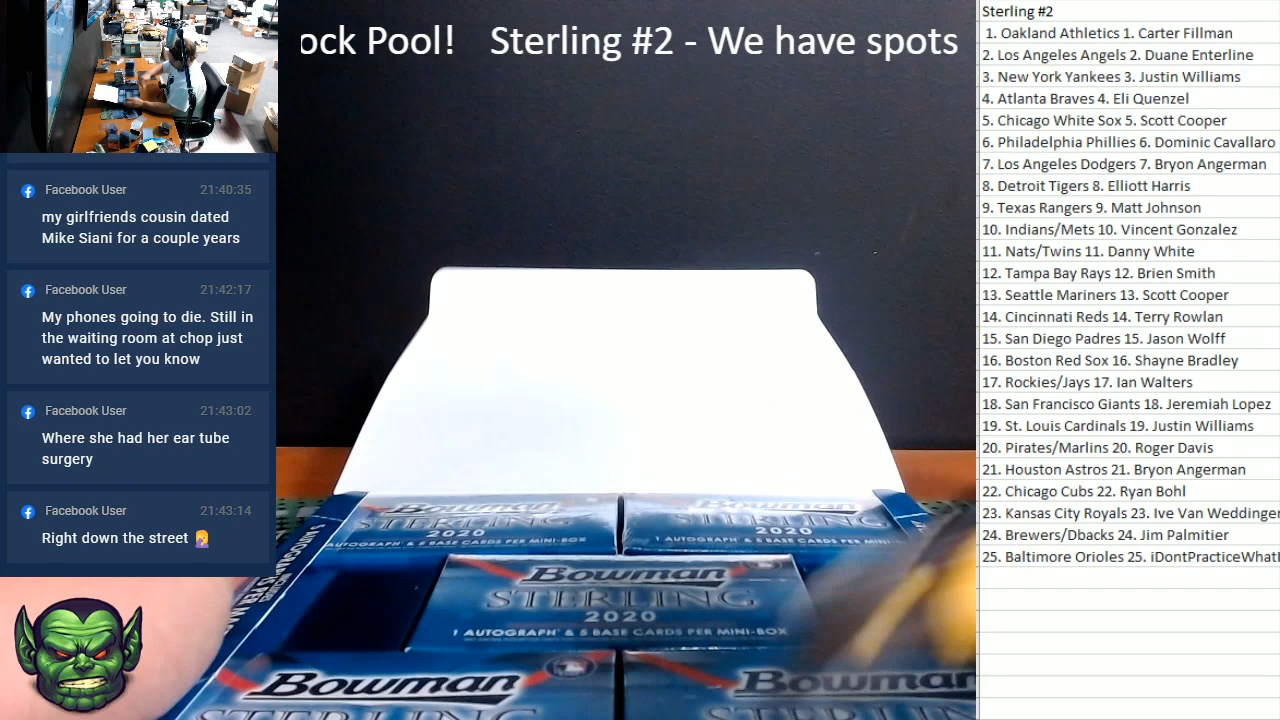 ock Pool!   Sterling #2 - We have spots
Facebook User 21:40:35
my girlfriends cousin dated
Mike Siani for a couple years
Facebook User 21:42:17
My phones going to die. Still in
the waiting room at chop just
wanted to let you know
Facebook User 21:43:02
Where she had her ear tube
surgery
Facebook User 21:43:14
Right down the street 🤦
Sterling #2
1. Oakland Athletics 1. Carter Fillman
2. Los Angeles Angels 2. Duane Enterline
3. New York Yankees 3. Justin Williams
4. Atlanta Braves 4. Eli Quenzel
5. Chicago White Sox 5. Scott Cooper
6. Philadelphia Phillies 6. Dominic Cavallaro
7. Los Angeles Dodgers 7. Bryon Angerman
8. Detroit Tigers 8. Elliott Harris
9. Texas Rangers 9. Matt Johnson
10. Indians/Mets 10. Vincent Gonzalez
11. Nats/Twins 11. Danny White
12. Tampa Bay Rays 12. Brien Smith
13. Seattle Mariners 13. Scott Cooper
14. Cincinnati Reds 14. Terry Rowlan
15. San Diego Padres 15. Jason Wolff
16. Boston Red Sox 16. Shayne Bradley
17. Rockies/Jays 17. Ian Walters
18. San Francisco Giants 18. Jeremiah Lopez
19. St. Louis Cardinals 19. Justin Williams
20. Pirates/Marlins 20. Roger Davis
21. Houston Astros 21. Bryon Angerman
22. Chicago Cubs 22. Ryan Bohl
23. Kansas City Royals 23. Ive Van Weddinger
24. Brewers/Dbacks 24. Jim Palmitier
25. Baltimore Orioles 25. iDontPracticeWhatI
Bowman
STERLING
2020
AUTOGRAPH & 5 BASE CARDS PER MINI-BOX
Bowman
STERLING
2020
1 AUTOGRAPH & 5 BASE CARDS PER MINI-BOX
Bowman
STERLING
2020
1 AUTOGRAPH & 5 BASE CARDS PER MINI-BOX
Bowman
STERLING
Bowman